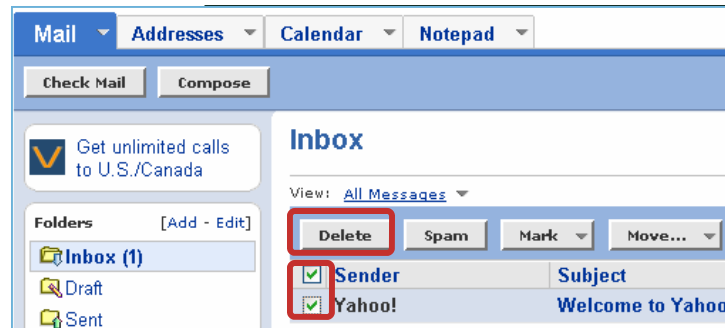 Mail Addresses Calendar Notepad
Check Mail Compose
Get unlimited calls
to U.S./Canada
Inbox
View: All Messages
Folders [Add - Edit]
Delete Spam Mark Move...
Inbox (1)
Sender Subject
Draft
Yahoo! Welcome to Yahoo
Sent